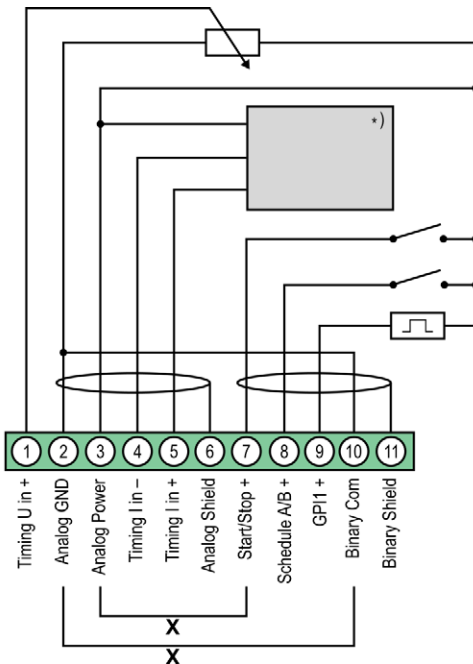 *)
1
2
3
4
5
6
7
8
9
10
11
Timing U in +
Analog GND
Analog Power
Timing I in –
Timing I in +
Analog Shield
Start/Stop +
Schedule A/B +
GPI1 +
Binary Com
Binary Shield
X
X